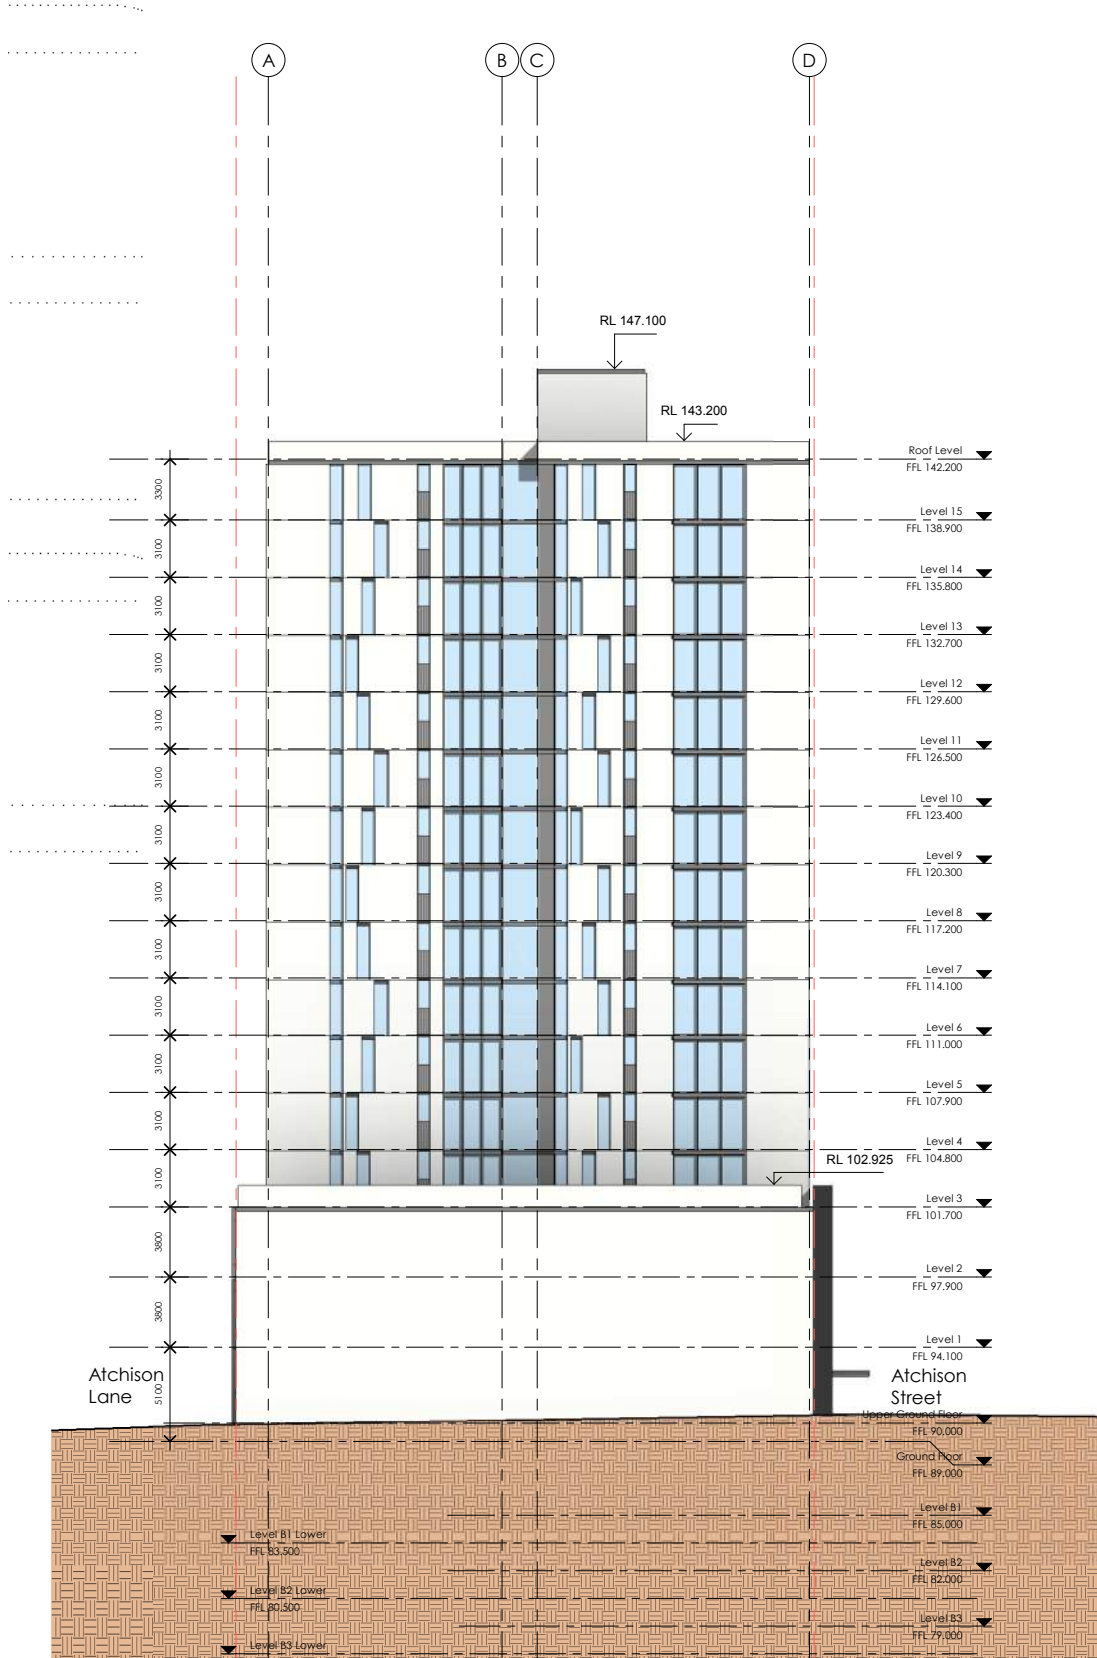 A B C D
RL 147.100
RL 143.200
Roof Level
FFL 142.200
3300
Level 15
FFL 138.900
3100
Level 14
FFL 135.800
3100
Level 13
FFL 132.700
3100
Level 12
FFL 129.600
3100
Level 11
FFL 126.500
3100
Level 10
FFL 123.400
3100
Level 9
FFL 120.300
3100
Level 8
FFL 117.200
3100
Level 7
FFL 114.100
3100
Level 6
FFL 111.000
3100
Level 5
FFL 107.900
3100
Level 4
FFL 104.800
3100
RL 102.925
Level 3
FFL 101.700
3800
Level 2
FFL 97.900
3800
Level 1
FFL 94.100
5100
Atchison
Lane
Atchison
Street
Upper Ground Floor
FFL 90.000
Ground Floor
FFL 89.000
Level B1
FFL 85.000
Level B1 Lower
FFL 83.500
Level B2
FFL 82.000
Level B2 Lower
FFL 80.500
Level B3
FFL 79.000
Level B3 Lower